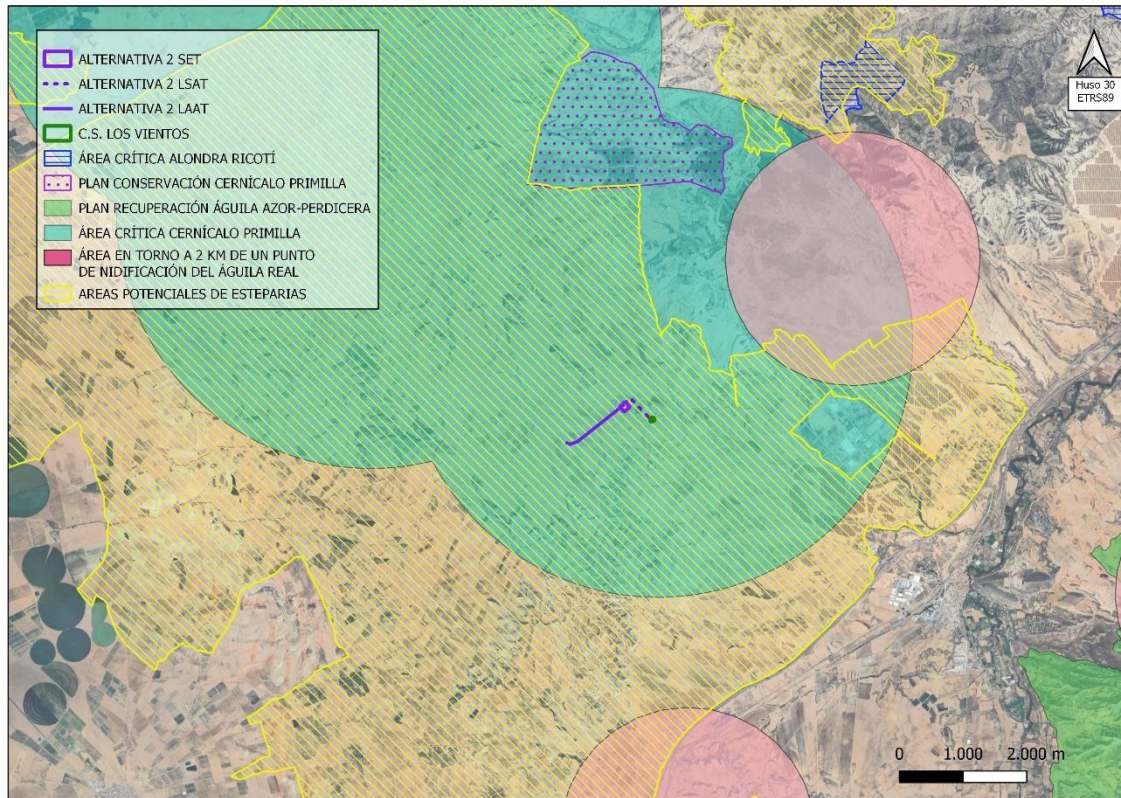 ALTERNATIVA 2 SET
ALTERNATIVA 2 LSAT
ALTERNATIVA 2 LAAT
C.S. LOS VIENTOS
ÁREA CRÍTICA ALONDRA RICOTÍ
PLAN CONSERVACIÓN CERNÍCALO PRIMILLA
PLAN RECUPERACIÓN ÁGUILA AZOR-PERDICERA
ÁREA CRÍTICA CERNÍCALO PRIMILLA
ÁREA EN TORNO A 2 KM DE UN PUNTO
DE NIDIFICACIÓN DEL ÁGUILA REAL
AREAS POTENCIALES DE ESTEPARIAS
Huso 30
ETRS89
0 1.000 2.000 m